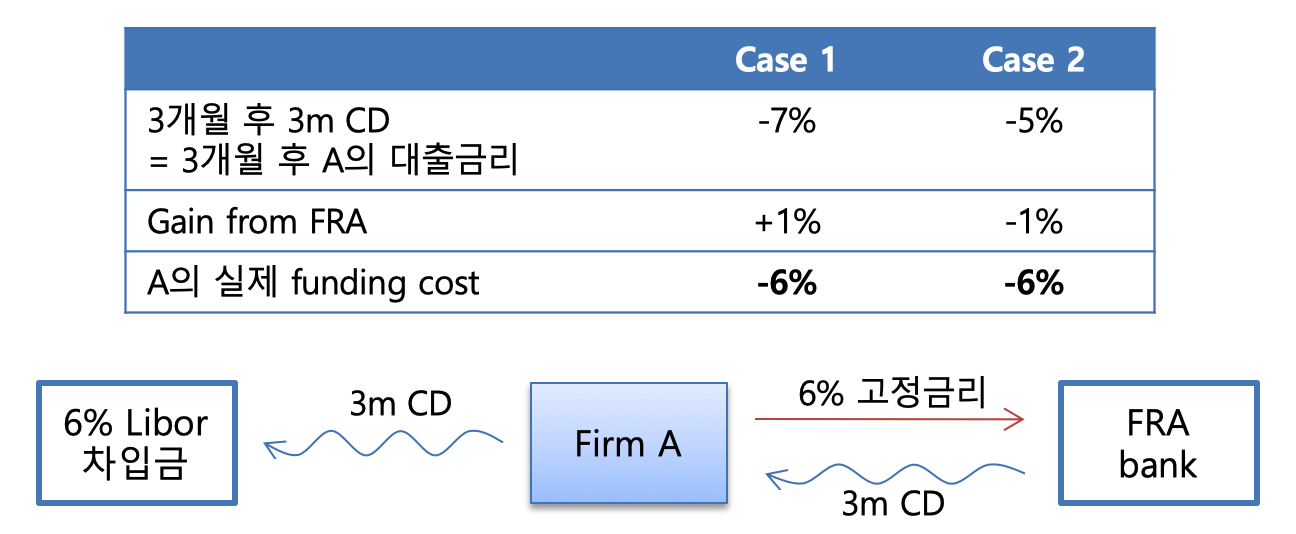 Case 1 Case 2
3개월 후 3m CD -7% -5%
= 3개월 후 A의 대출금리
Gain from FRA +1% -1%
A의 실제 funding cost -6% -6%
6% Libor
차입금
3m CD
Firm A
6% 고정금리
3m CD
FRA
bank